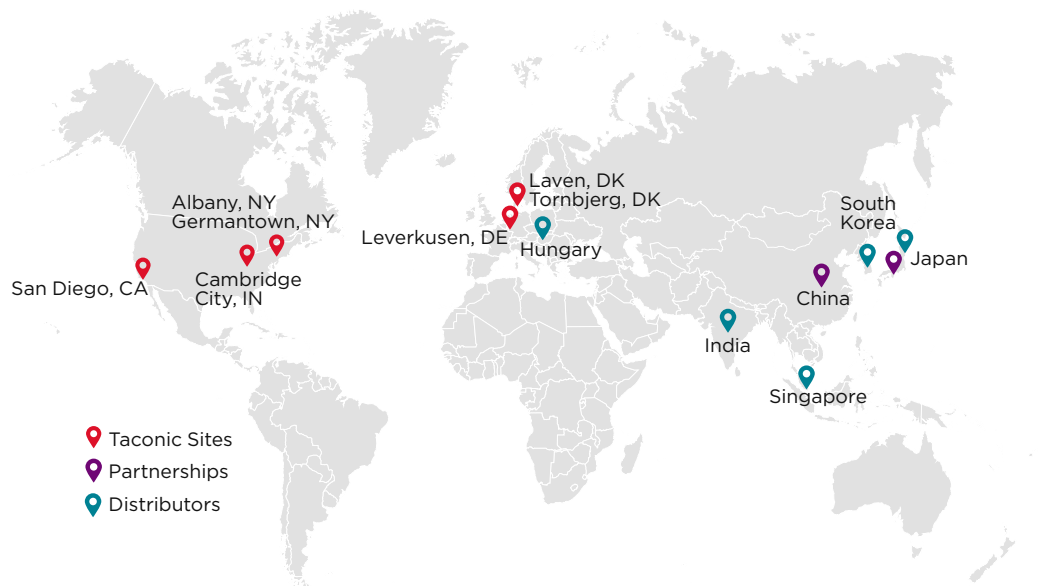 Albany, NY
Germantown, NY
San Diego, CA
Cambridge
City, IN
Laven, DK
Tornbjerg, DK
Leverkusen, DE
Hungary
South
Korea
Japan
China
India
Singapore
Taconic Sites
Partnerships
Distributors